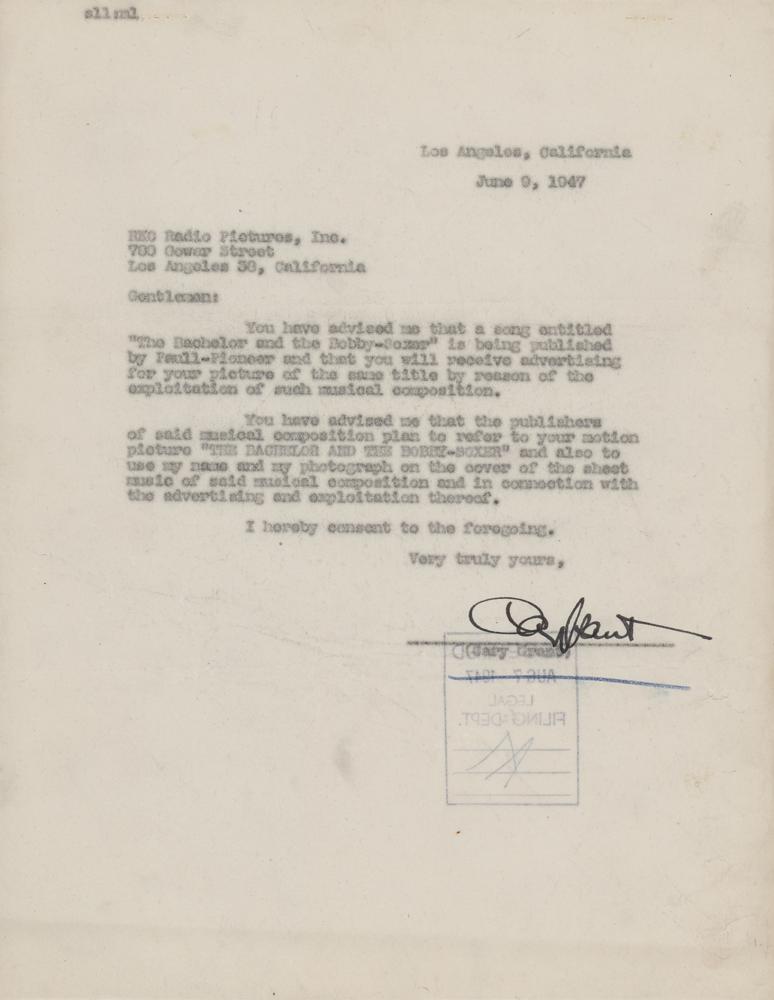 sll:ml
Los Angeles, California
June 9, 1947
RKO Radio Pictures, Inc.
780 Gower Street
Los Angeles 38, California
Gentlemen:
You have advised me that a song entitled
"The Bachelor and the Bobby-Soxer" is being published
by Paull-Pioneer and that you will receive advertising
for your picture of the same title by reason of the
exploitation of such musical composition.
You have advised me that the publishers
of said musical composition plan to refer to your motion
picture "THE BACHELOR AND THE BOBBY-SOXER" and also to
use my name and my photograph on the cover of the sheet
music of said musical composition and in connection with
the advertising and exploitation thereof.
I hereby consent to the foregoing.
Very truly yours,
Cary Grant
(Cary Grant)
AUG 7 1947
LEGAL
FILING DEPT.